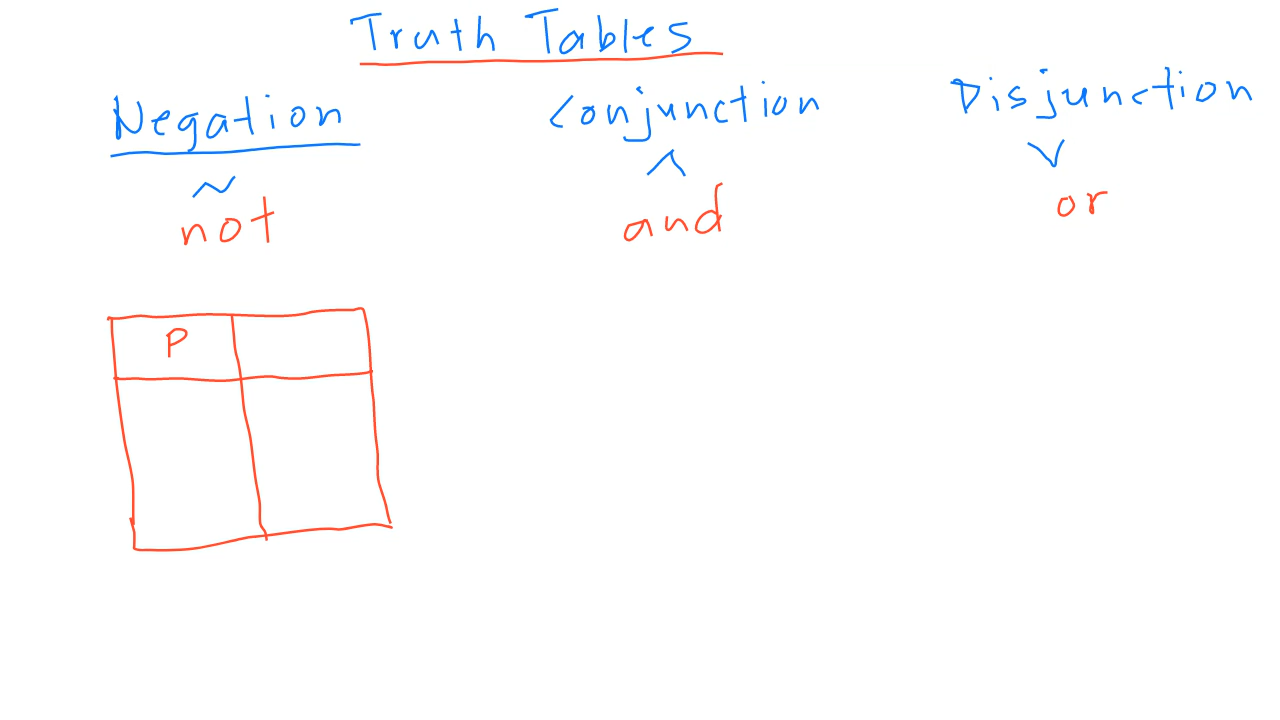 Truth Tables
Negation Conjunction Disjunction
~ ∧ ∨
not and or
P